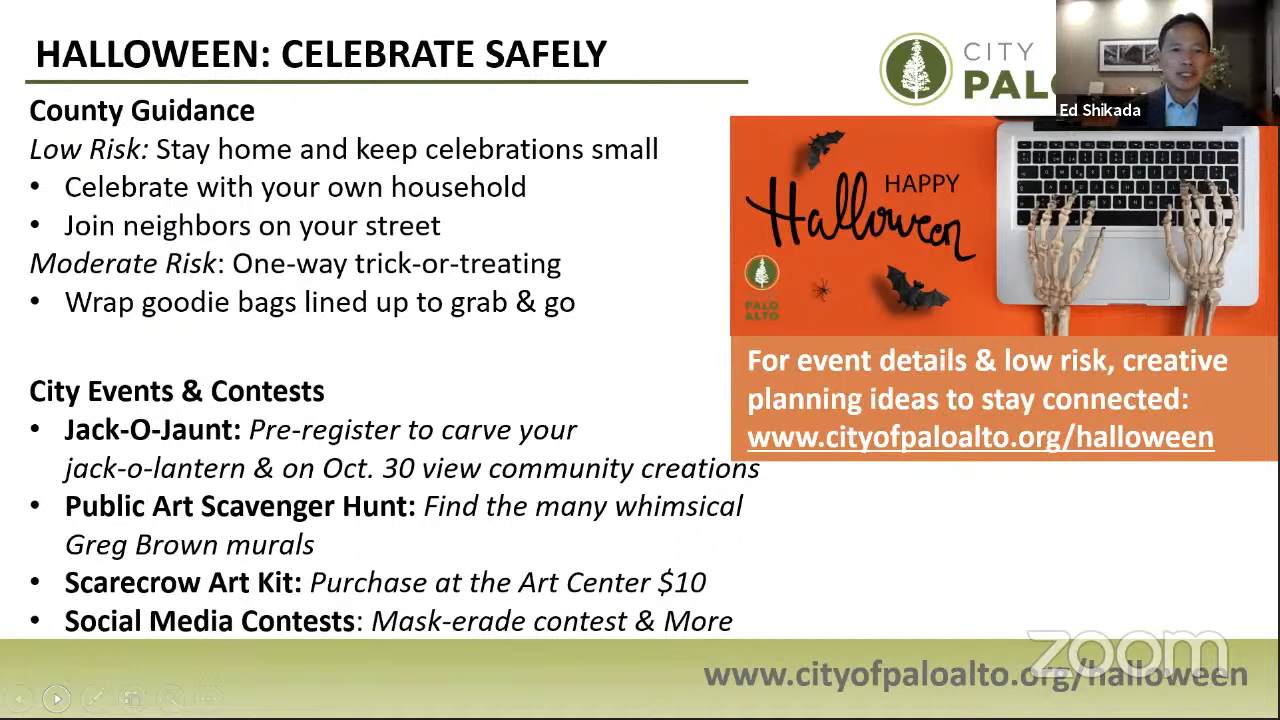 HALLOWEEN: CELEBRATE SAFELY
CITY
PALO
Ed Shikada
County Guidance
Low Risk: Stay home and keep celebrations small
• Celebrate with your own household
• Join neighbors on your street
Moderate Risk: One-way trick-or-treating
• Wrap goodie bags lined up to grab & go
HAPPY
Halloween
PALO
ALTO
For event details & low risk, creative
planning ideas to stay connected:
www.cityofpaloalto.org/halloween
City Events & Contests
• Jack-O-Jaunt: Pre-register to carve your
jack-o-lantern & on Oct. 30 view community creations
• Public Art Scavenger Hunt: Find the many whimsical
Greg Brown murals
• Scarecrow Art Kit: Purchase at the Art Center $10
• Social Media Contests: Mask-erade contest & More
zoom
www.cityofpaloalto.org/halloween